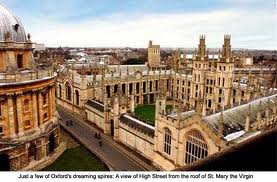 Just a few of Oxford's dreaming spires: A view of High Street from the roof of St. Mary the Virgin